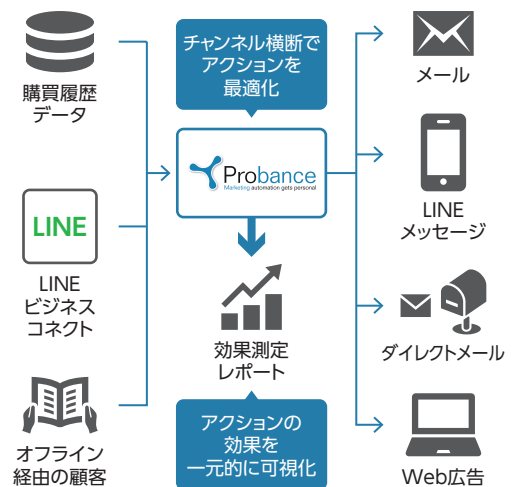 購買履歴
データ
LINE
LINE
ビジネス
コネクト
オフライン
経由の顧客
チャンネル横断で
アクションを
最適化
Probance
Marketing automation gets personal
効果測定
レポート
アクションの
効果を
一元的に可視化
メール
LINE
メッセージ
ダイレクトメール
Web広告